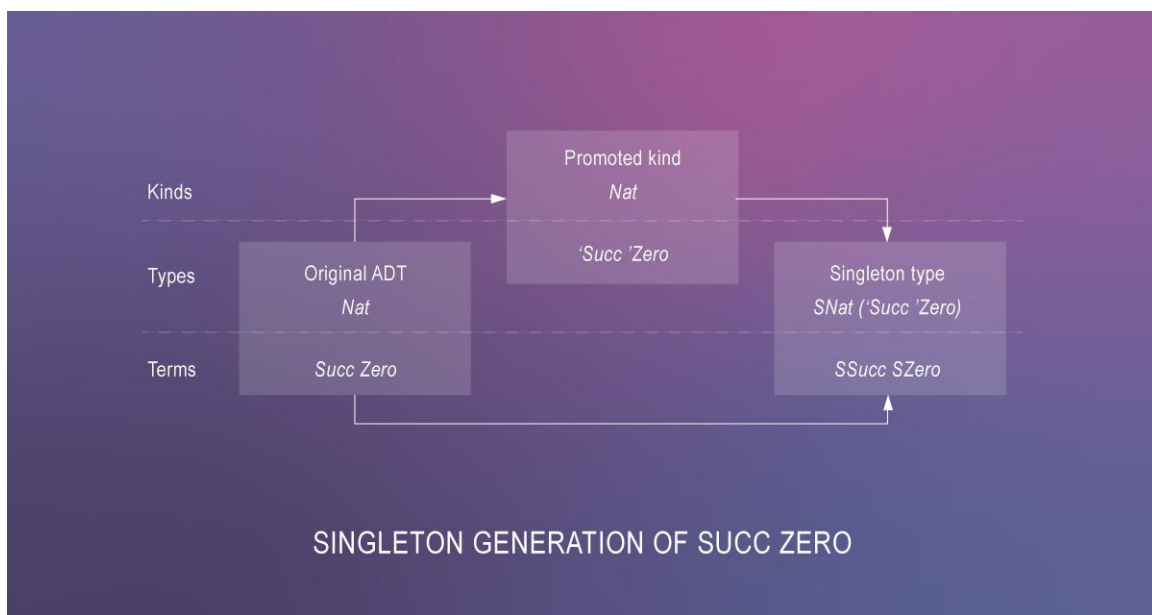 Promoted kind
Kinds
Nat
‘Succ ’Zero
Types
Original ADT
Singleton type
Nat
SNat (‘Succ ’Zero)
Terms
Succ Zero
SSucc SZero
SINGLETON GENERATION OF SUCC ZERO